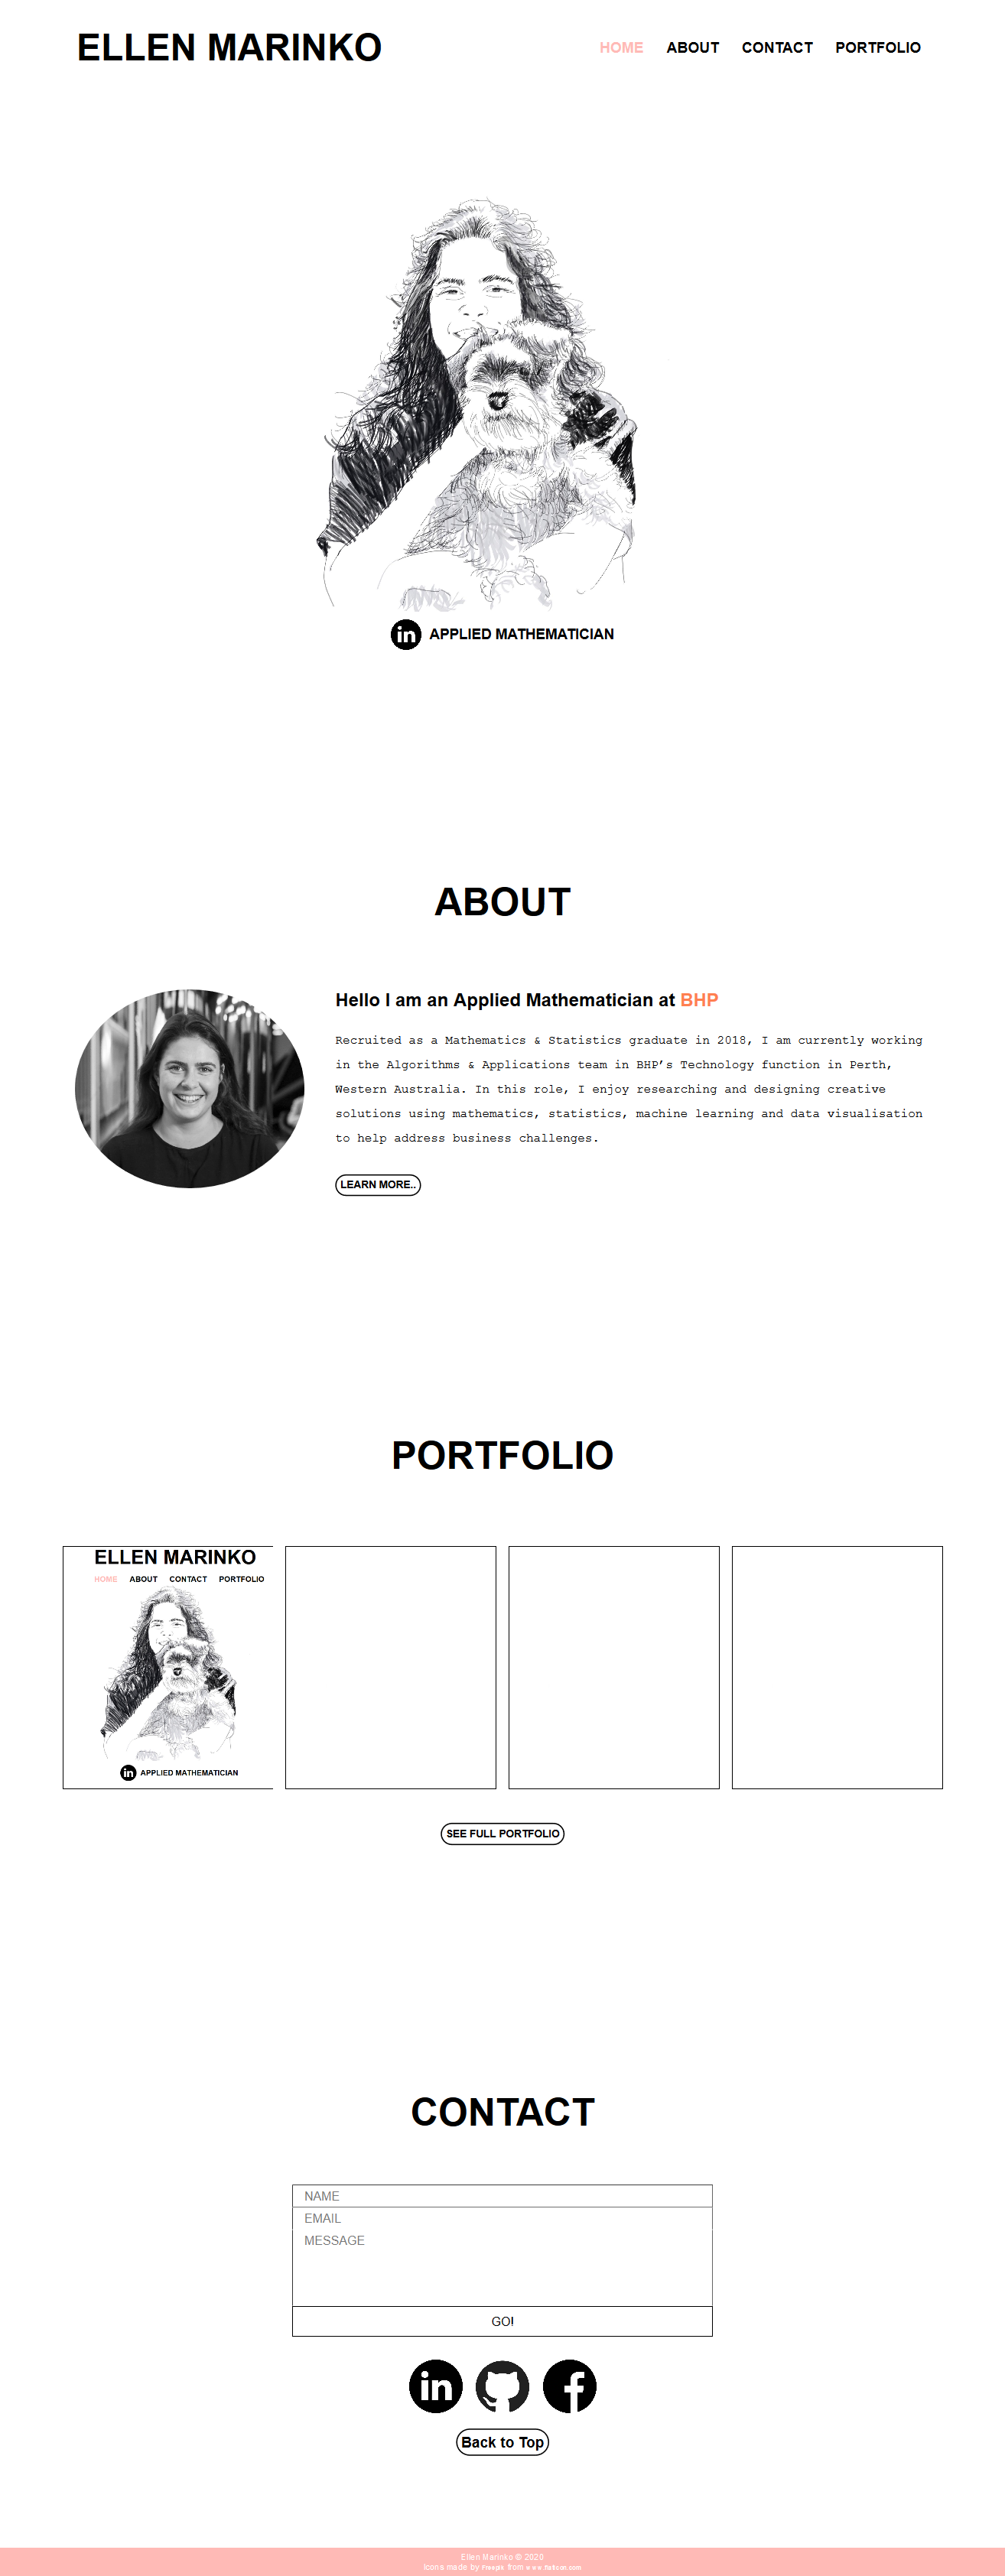 ELLEN MARINKO
HOME ABOUT CONTACT PORTFOLIO
in APPLIED MATHEMATICIAN
ABOUT
Hello I am an Applied Mathematician at BHP
Recruited as a Mathematics & Statistics graduate in 2018, I am currently working
in the Algorithms & Applications team in BHP’s Technology function in Perth,
Western Australia. In this role, I enjoy researching and designing creative
solutions using mathematics, statistics, machine learning and data visualisation
to help address business challenges.
LEARN MORE..
PORTFOLIO
ELLEN MARINKO
HOME ABOUT CONTACT PORTFOLIO
in APPLIED MATHEMATICIAN
SEE FULL PORTFOLIO
CONTACT
NAME
EMAIL
MESSAGE
GO!
in f
Back to Top
Ellen Marinko © 2020
Icons made by Freepik from www.flaticon.com